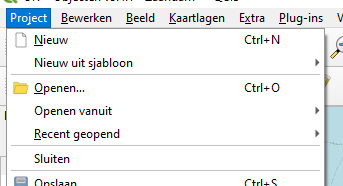 Project Bewerken Beeld Kaartlagen Extra Plug-ins V
Nieuw Ctrl+N
Nieuw uit sjabloon
Openen... Ctrl+O
Openen vanuit
Recent geopend
Sluiten
Opslaan Ctrl+S